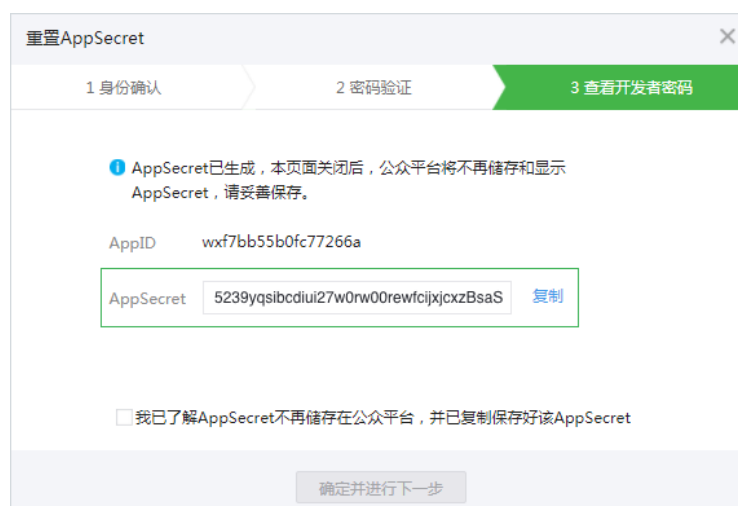 重置AppSecret
1 身份确认
2 密码验证
3 查看开发者密码
AppSecret已生成，本页面关闭后，公众平台将不再储存和显示
AppSecret，请妥善保存。
AppID wxf7bb55b0fc77266a
AppSecret 5239yqsibcdiui27w0rw00rewfcijxjcxzBsaS 复制
我已了解AppSecret不再储存在公众平台，并已复制保存好该AppSecret
确定并进行下一步